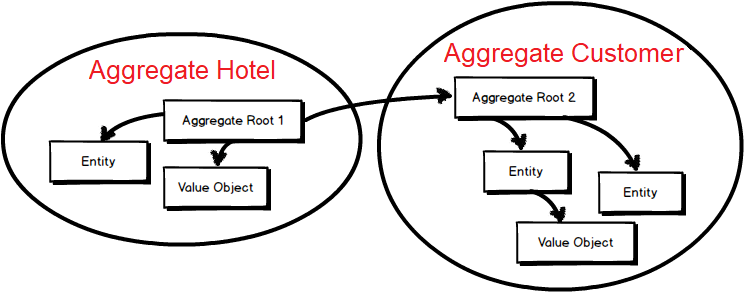 Aggregate Hotel
Aggregate Root 1
Entity
Value Object
Aggregate Customer
Aggregate Root 2
Entity
Entity
Value Object